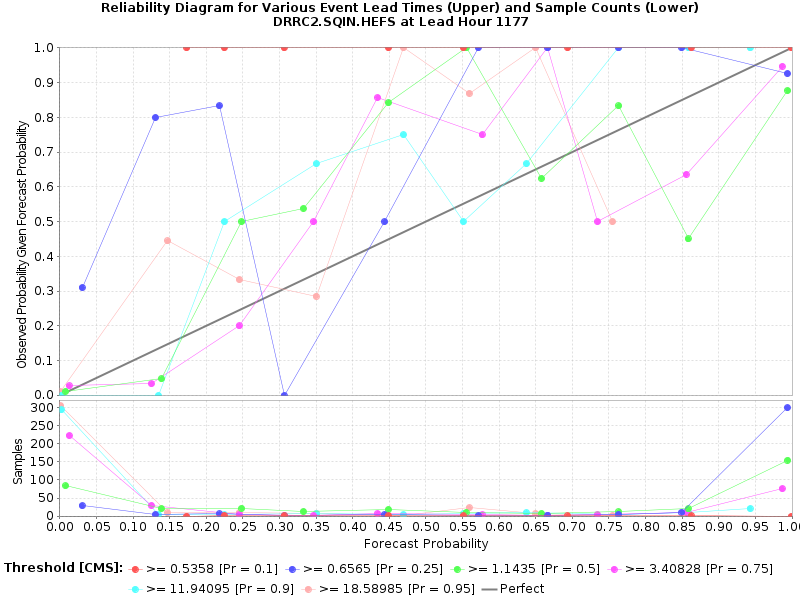 Reliability Diagram for Various Event Lead Times (Upper) and Sample Counts (Lower)
DRRC2.SQIN.HEFS at Lead Hour 1177
Observed Probability Given Forecast Probability
1.0
0.9
0.8
0.7
0.6
0.5
0.4
0.3
0.2
0.1
0.0
Samples
300
250
200
150
100
50
0
0.00 0.05 0.10 0.15 0.20 0.25 0.30 0.35 0.40 0.45 0.50 0.55 0.60 0.65 0.70 0.75 0.80 0.85 0.90 0.95 1.00
Forecast Probability
Threshold [CMS]: >= 0.5358 [Pr = 0.1] >= 0.6565 [Pr = 0.25] >= 1.1435 [Pr = 0.5] >= 3.40828 [Pr = 0.75]
>= 11.94095 [Pr = 0.9] >= 18.58985 [Pr = 0.95] Perfect